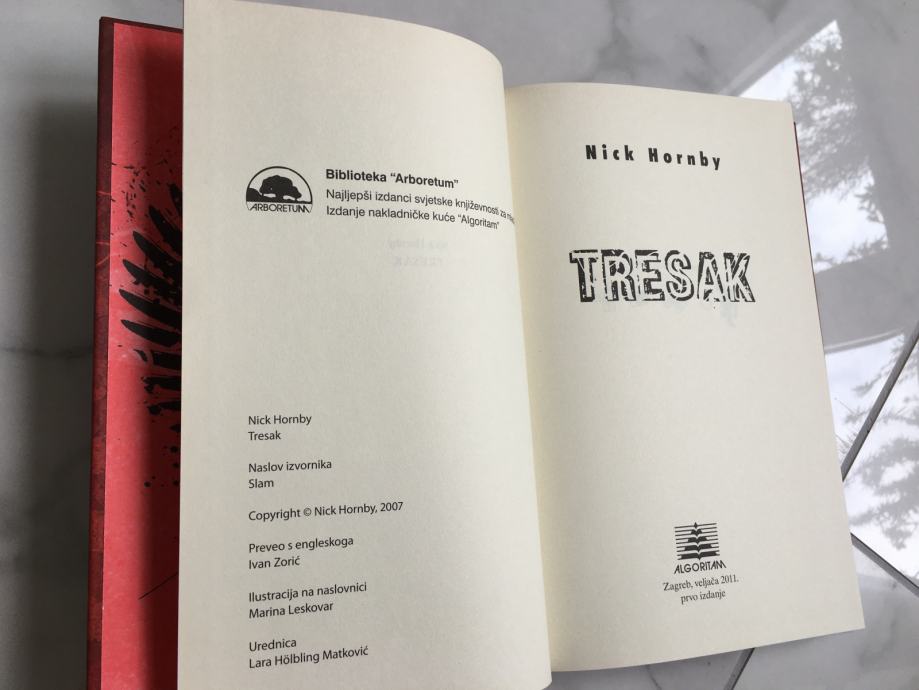 ARBORETUM
Biblioteka “Arboretum”
Najljepši izdanci svjetske književnosti za
Izdanje nakladničke kuće “Algoritam”
Nick Hornby
Tresak
Naslov izvornika
Slam
Copyright © Nick Hornby, 2007
Preveo s engleskoga
Ivan Zorić
Ilustracija na naslovnici
Marina Leskovar
Urednica
Lara Hölbling Matković
Nick Hornby
TRESAK
ALGORITAM
Zagreb, veljača 2011.
prvo izdanje